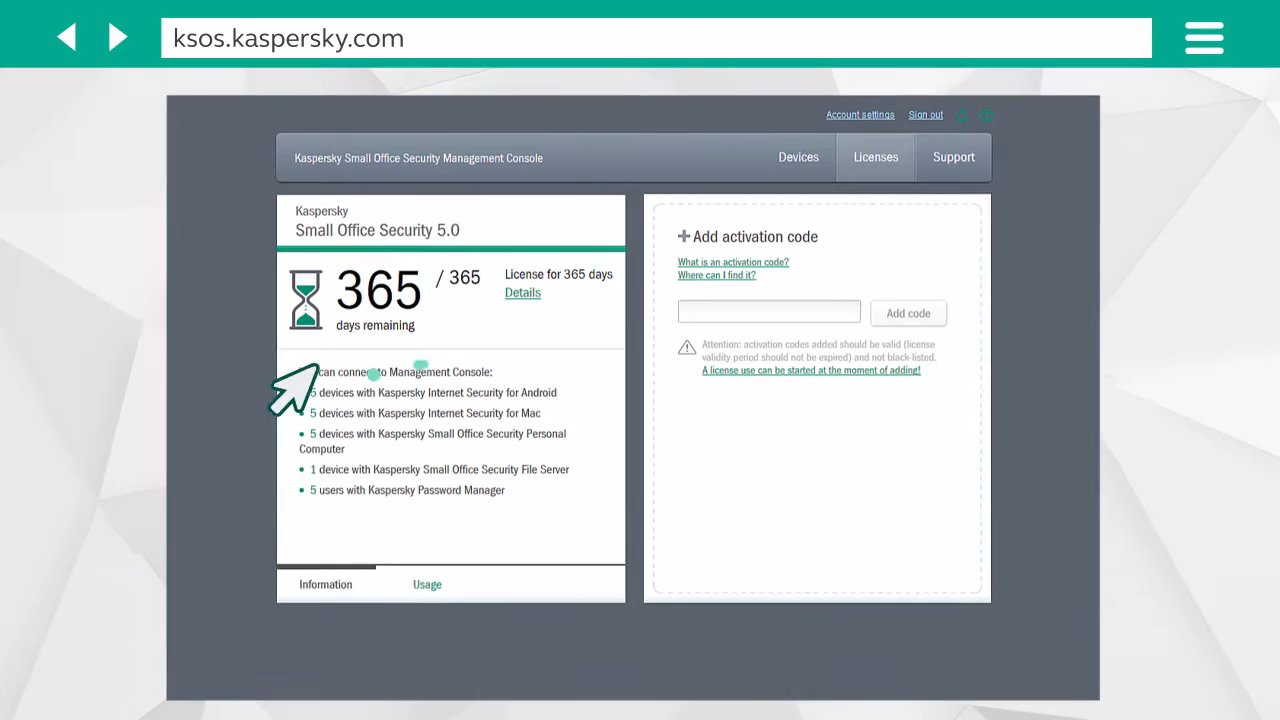 ksos.kaspersky.com
Account settings Sign out
Kaspersky Small Office Security Management Console Devices Licenses Support
Kaspersky
Small Office Security 5.0
365 / 365
days remaining
License for 365 days
Details
can connect to Management Console:
5 devices with Kaspersky Internet Security for Android
5 devices with Kaspersky Internet Security for Mac
• 5 devices with Kaspersky Small Office Security Personal
Computer
• 1 device with Kaspersky Small Office Security File Server
• 5 users with Kaspersky Password Manager
Information Usage
Add activation code
What is an activation code?
Where can I find it?
Add code
Attention: activation codes added should be valid (license
validity period should not be expired) and not black-listed.
A license use can be started at the moment of adding!